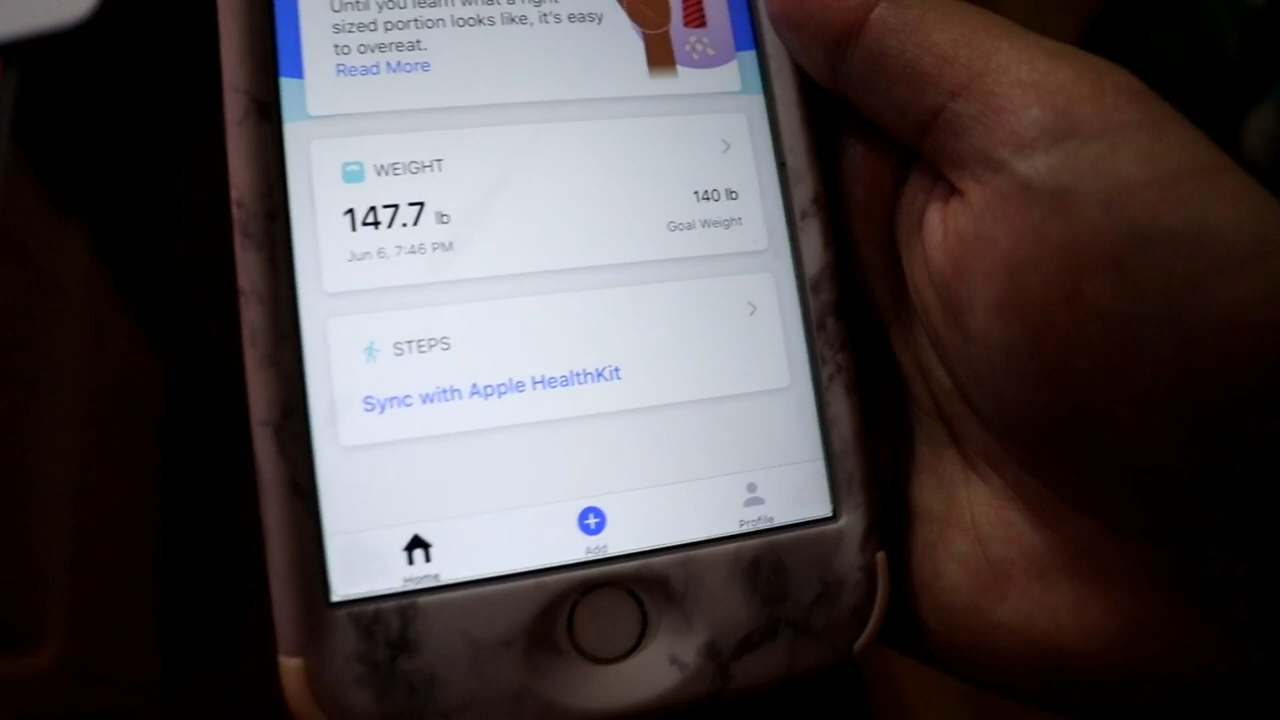 Until you learn what a right
sized portion looks like, it's easy
to overeat.
Read More
WEIGHT
147.7 lb
Jun 6, 7:46 PM
140 lb
Goal Weight
STEPS
Sync with Apple HealthKit
Home
Add
Profile